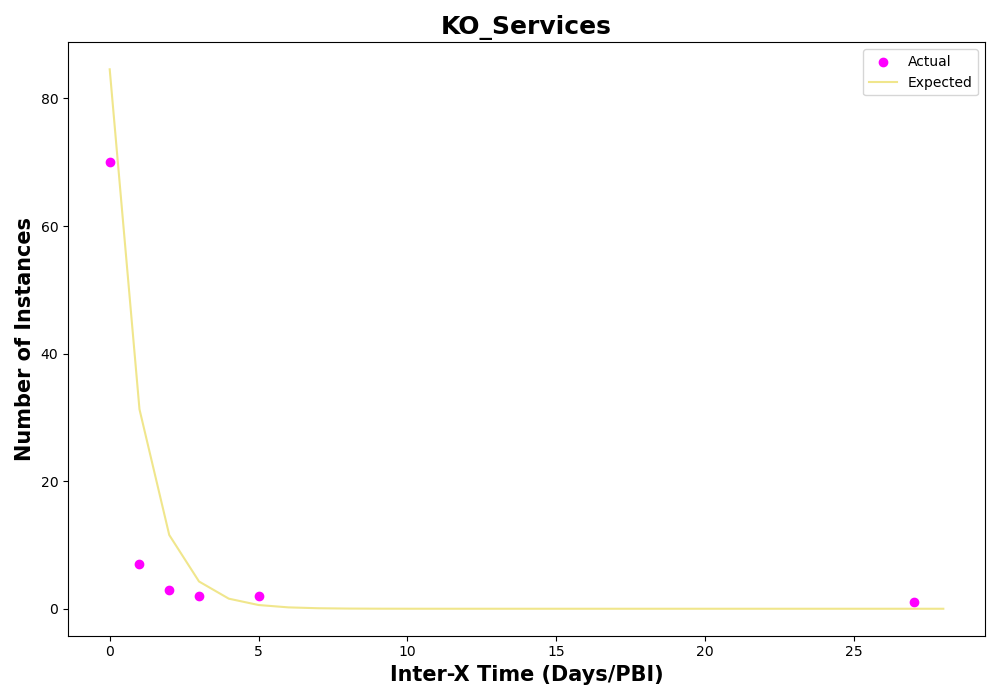 KO_Services
Actual
Expected
Number of Instances
80
60
40
20
0
0 5 10 15 20 25
Inter-X Time (Days/PBI)